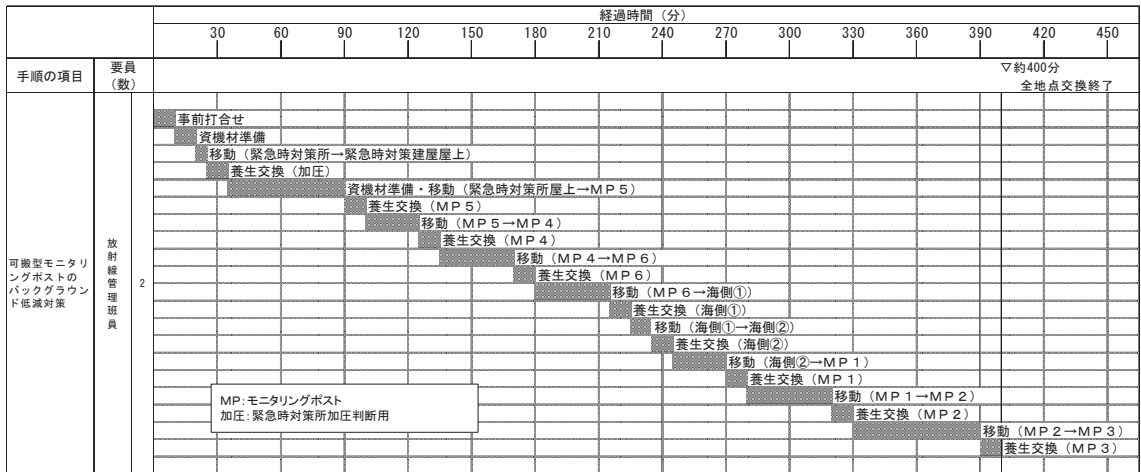 経過時間（分）
30 60 90 120 150 180 210 240 270 300 330 360 390 420 450
手順の項目
要員
（数）
▽約400分
全地点交換終了
可搬型モニタリ
ングポストの
バックグラウン
ド低減対策
放射線管理班員
2
事前打合せ
資機材準備
移動（緊急時対策所→緊急時対策建屋屋上）
養生交換（加圧）
資機材準備・移動（緊急時対策所屋上→ＭＰ５）
養生交換（ＭＰ５）
移動（ＭＰ５→ＭＰ４）
養生交換（ＭＰ４）
移動（ＭＰ４→ＭＰ６）
養生交換（ＭＰ６）
移動（ＭＰ６→海側①）
養生交換（海側①）
移動（海側①→海側②）
養生交換（海側②）
移動（海側②→ＭＰ１）
養生交換（ＭＰ１）
移動（ＭＰ１→ＭＰ２）
養生交換（ＭＰ２）
移動（ＭＰ２→ＭＰ３）
養生交換（ＭＰ３）
MP：モニタリングポスト
加圧：緊急時対策所加圧判断用